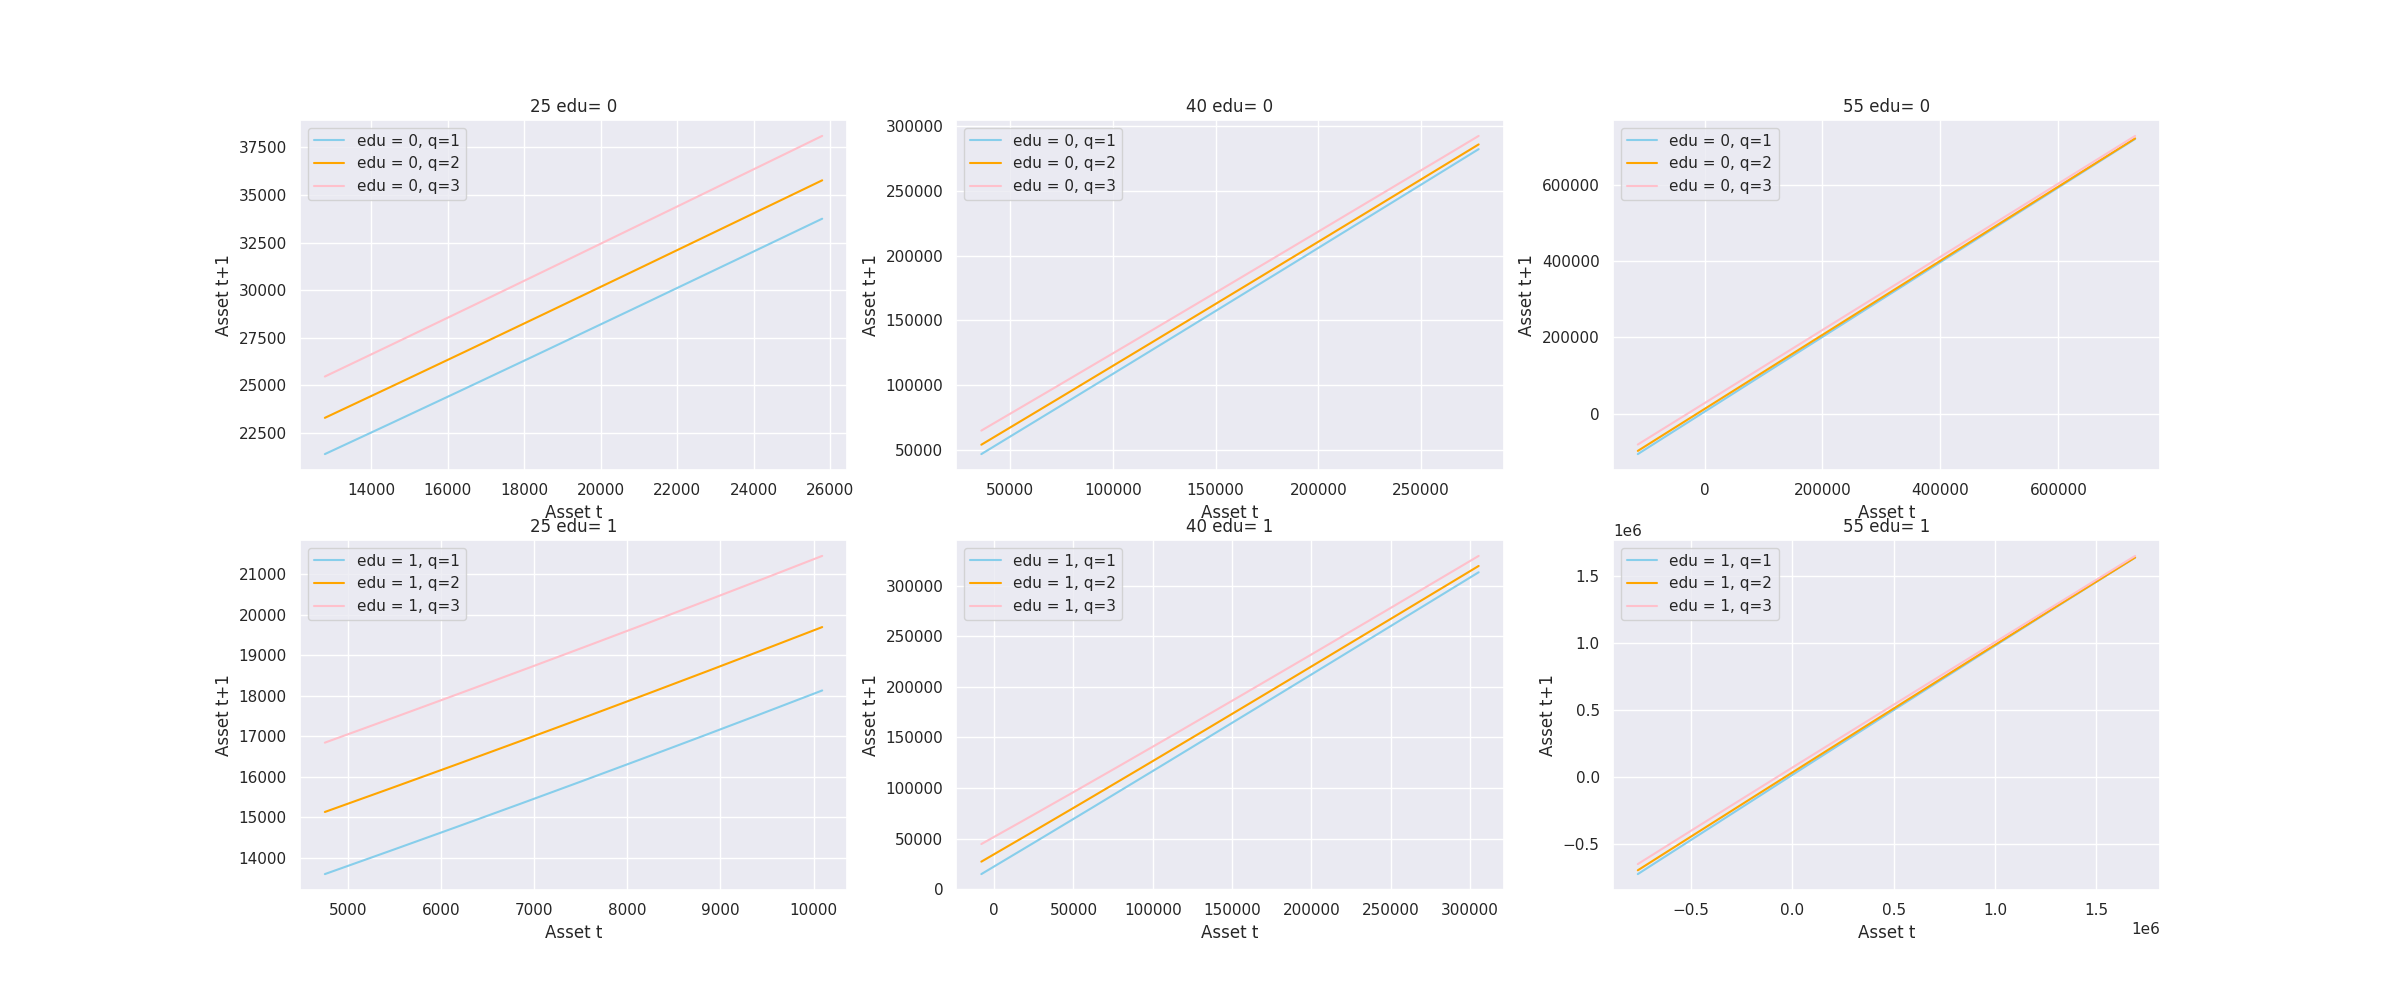 25 edu= 0
edu = 0, q=1
edu = 0, q=2
edu = 0, q=3
37500
35000
32500
30000
27500
25000
22500
Asset t+1
14000 16000 18000 20000 22000 24000 26000
Asset t
40 edu= 0
edu = 0, q=1
edu = 0, q=2
edu = 0, q=3
300000
250000
200000
150000
100000
50000
Asset t+1
50000 100000 150000 200000 250000
Asset t
55 edu= 0
edu = 0, q=1
edu = 0, q=2
edu = 0, q=3
600000
400000
200000
0
Asset t+1
0 200000 400000 600000
Asset t
25 edu= 1
edu = 1, q=1
edu = 1, q=2
edu = 1, q=3
21000
20000
19000
18000
17000
16000
15000
14000
Asset t+1
5000 6000 7000 8000 9000 10000
Asset t
40 edu= 1
edu = 1, q=1
edu = 1, q=2
edu = 1, q=3
300000
250000
200000
150000
100000
50000
0
Asset t+1
0 50000 100000 150000 200000 250000 300000
Asset t
55 edu= 1
1e6
edu = 1, q=1
edu = 1, q=2
edu = 1, q=3
1.5
1.0
0.5
0.0
−0.5
Asset t+1
−0.5 0.0 0.5 1.0 1.5
1e6
Asset t